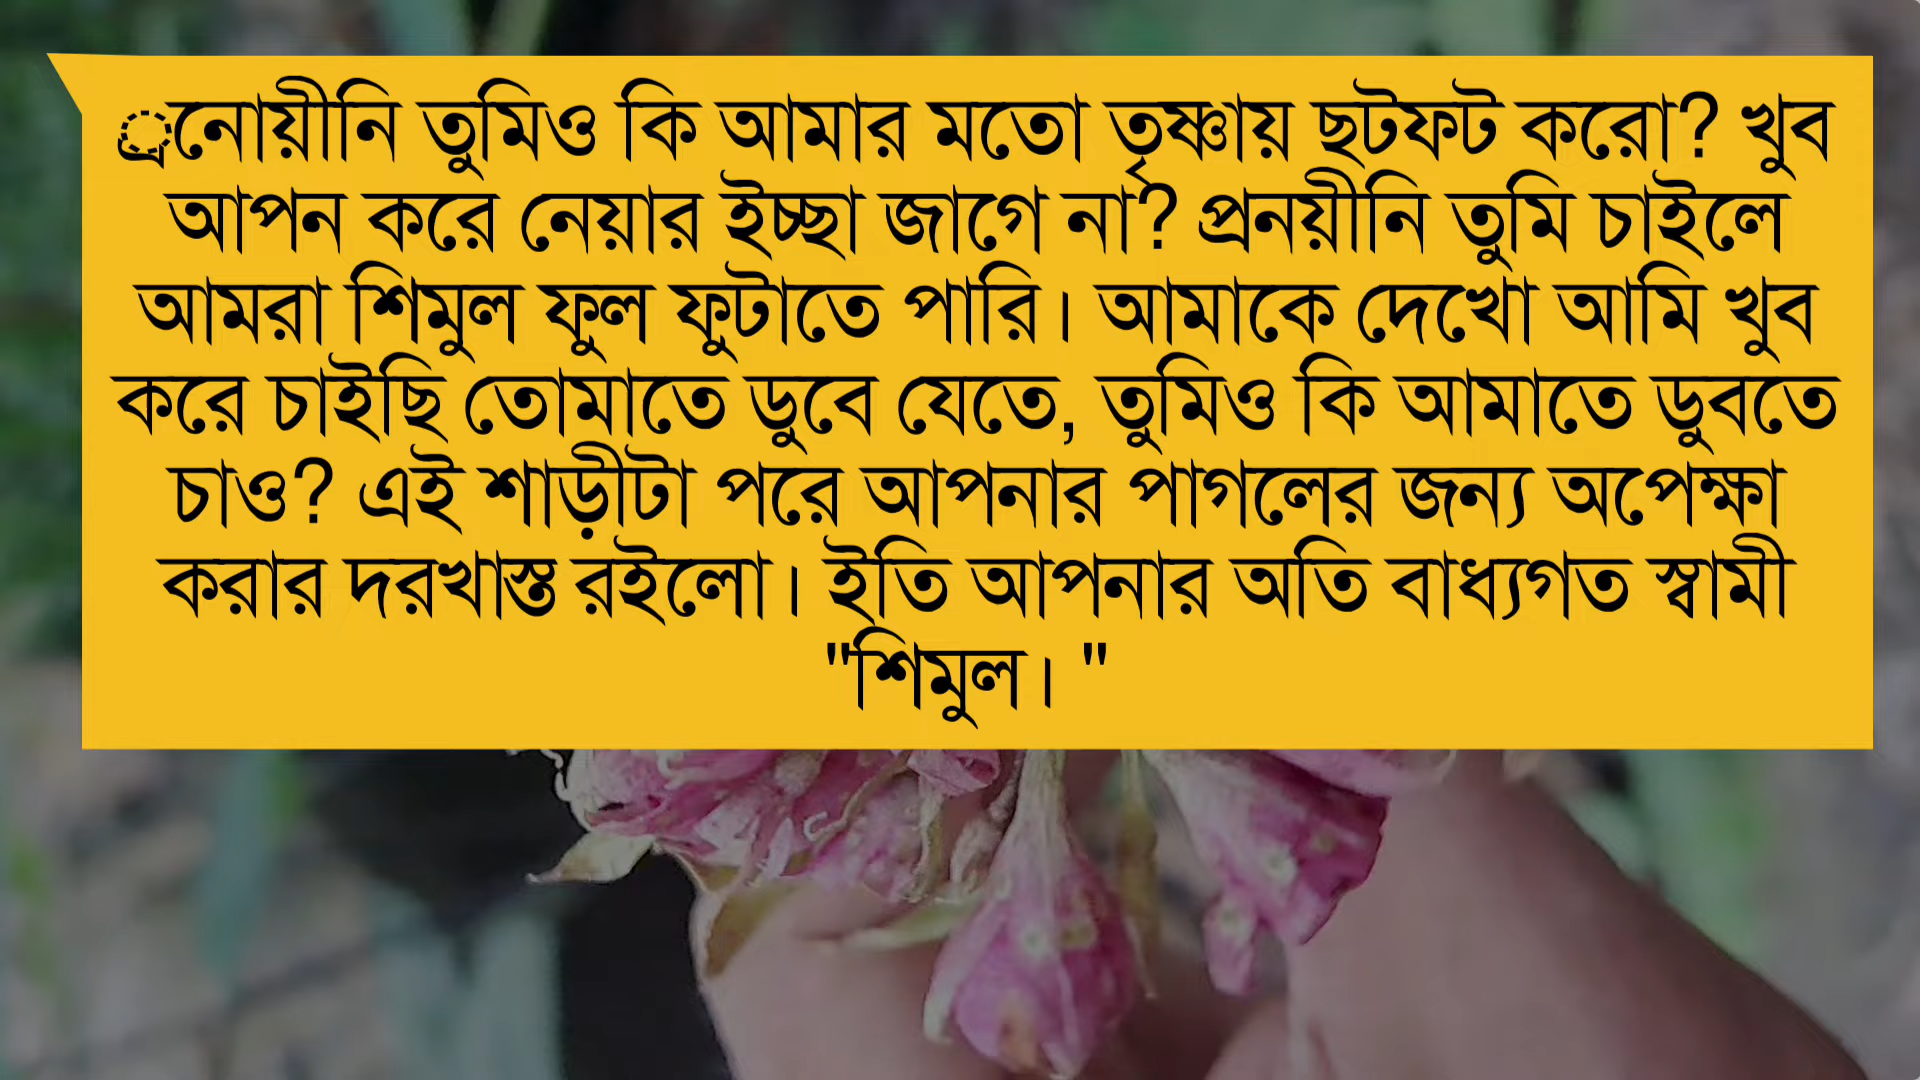 ্রনোয়ীনি তুমিও কি আমার মতো তৃষ্ণায় ছটফট করো? খুব
আপন করে নেয়ার ইচ্ছা জাগে না? প্রনয়ীনি তুমি চাইলে
আমরা শিমুল ফুল ফুটাতে পারি। আমাকে দেখো আমি খুব
করে চাইছি তোমাতে ডুবে যেতে, তুমিও কি আমাতে ডুবতে
চাও? এই শাড়ীটা পরে আপনার পাগলের জন্য অপেক্ষা
করার দরখাস্ত রইলো। ইতি আপনার অতি বাধ্যগত স্বামী
"শিমুল। "